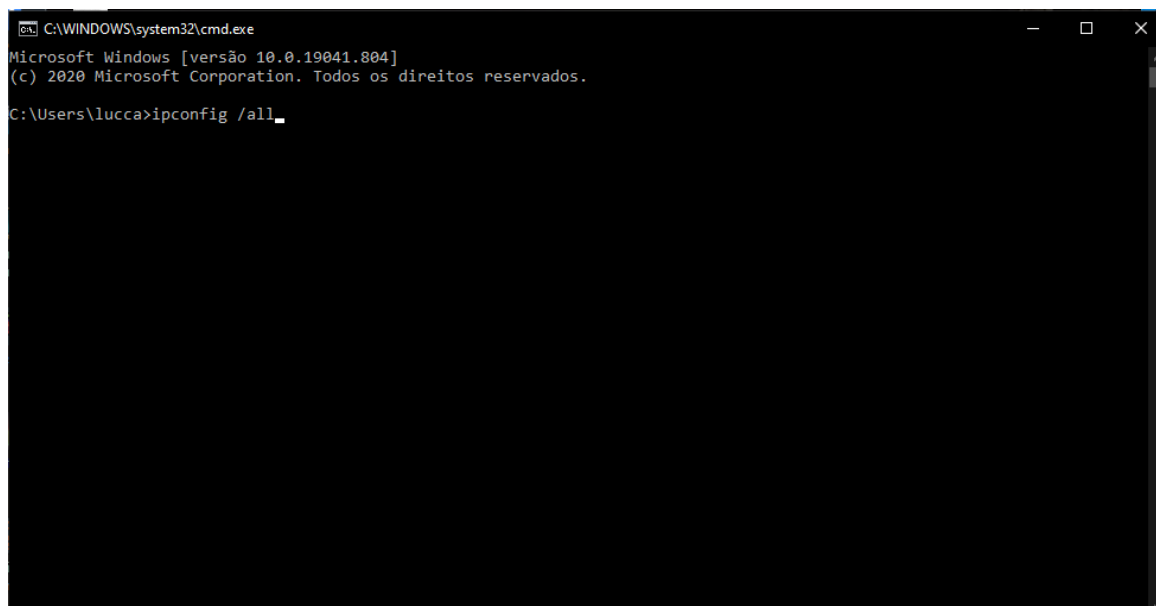 C:\WINDOWS\system32\cmd.exe
Microsoft Windows [versão 10.0.19041.804]
(c) 2020 Microsoft Corporation. Todos os direitos reservados.
C:\Users\lucca>ipconfig /all